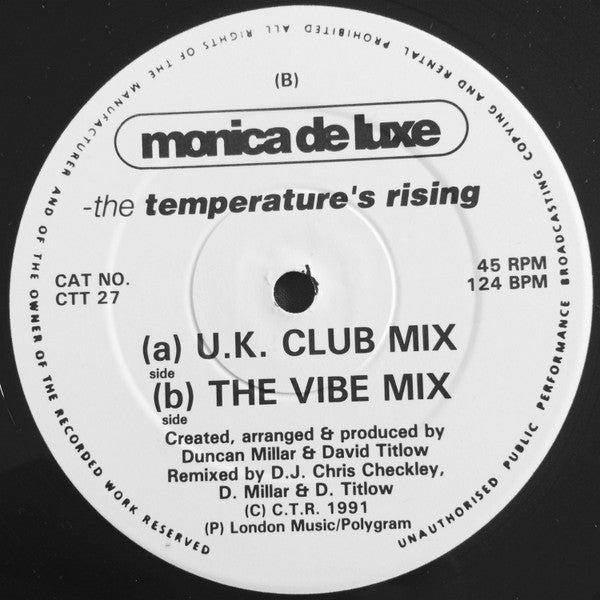 ALL RIGHTS OF THE MANUFACTURER AND OF THE OWNER OF THE RECORDED WORK RESERVED
UNAUTHORISED PUBLIC PERFORMANCE BROADCASTING COPYING AND RENTAL PROHIBITED
(B)
monica de luxe
-the temperature's rising
CAT NO.
CTT 27
45 RPM
124 BPM
(a) U.K. CLUB MIX
side
(b) THE VIBE MIX
side
Created, arranged & produced by
Duncan Millar & David Titlow
Remixed by D.J. Chris Checkley,
D. Millar & D. Titlow
(C) C.T.R. 1991
(P) London Music/Polygram